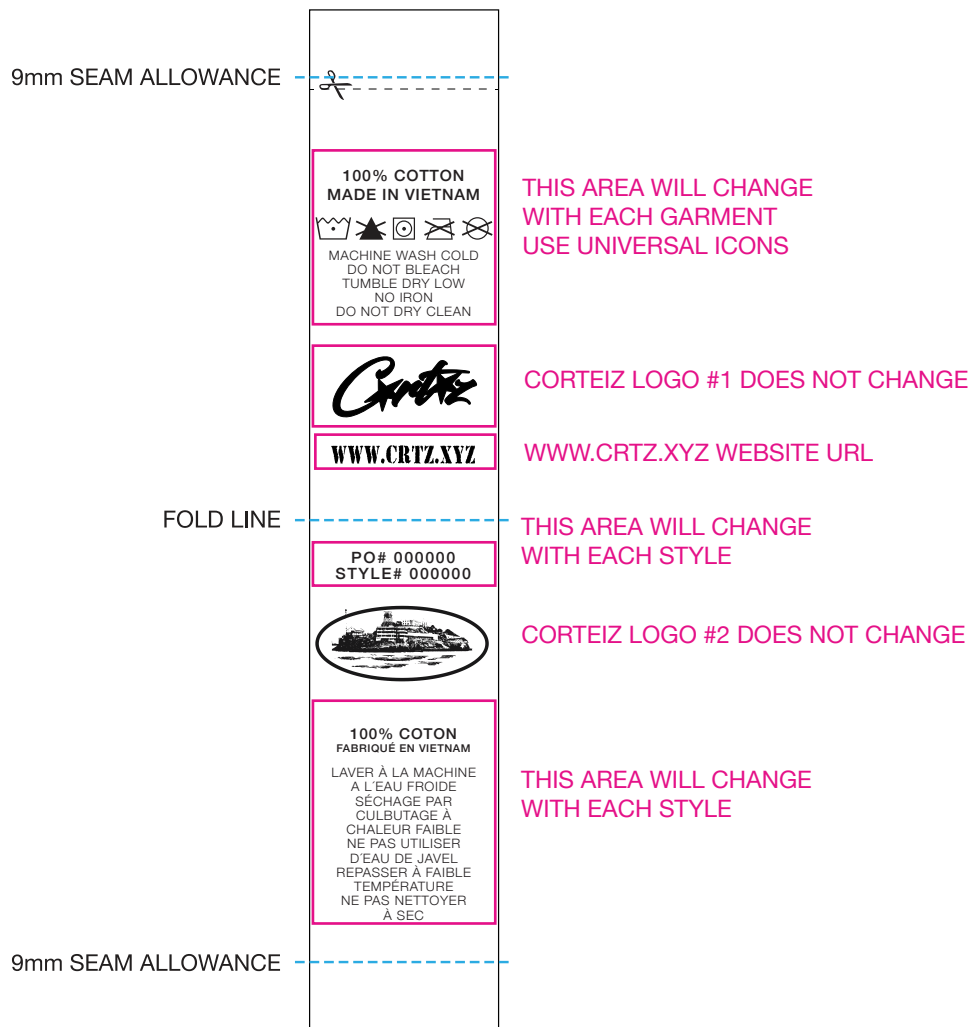 9mm SEAM ALLOWANCE
100% COTTON
MADE IN VIETNAM
MACHINE WASH COLD
DO NOT BLEACH
TUMBLE DRY LOW
NO IRON
DO NOT DRY CLEAN
THIS AREA WILL CHANGE
WITH EACH GARMENT
USE UNIVERSAL ICONS
Cortiz
CORTEIZ LOGO #1 DOES NOT CHANGE
WWW.CRTZ.XYZ
WWW.CRTZ.XYZ WEBSITE URL
FOLD LINE
THIS AREA WILL CHANGE
WITH EACH STYLE
PO# 000000
STYLE# 000000
CORTEIZ LOGO #2 DOES NOT CHANGE
100% COTON
FABRIQUÉ EN VIETNAM
LAVER À LA MACHINE
A L´EAU FROIDE
SÉCHAGE PAR
CULBUTAGE À
CHALEUR FAIBLE
NE PAS UTILISER
D´EAU DE JAVEL
REPASSER À FAIBLE
TEMPÉRATURE
NE PAS NETTOYER
À SEC
THIS AREA WILL CHANGE
WITH EACH STYLE
9mm SEAM ALLOWANCE